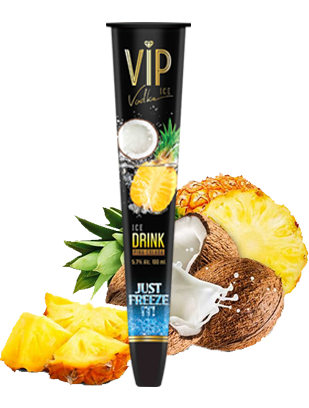 VIP
Vodka ICE
ICE
DRINK
PINA COLADA
5.7% Alc. 100 ml
JUST
FREEZE
IT!